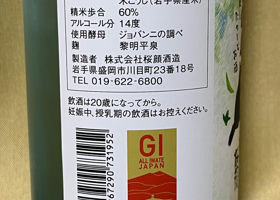 米こうじ（岩手県産米）
精米歩合 60%
アルコール分 14度
使用酵母 ジョバンニの調べ
麹 黎明平泉
製造者 株式会社桜顔酒造
岩手県盛岡市川目町23番18号
TEL 019-622-6800
飲酒は20歳になってから。
妊娠中、授乳期の飲酒はお控えください。
GI
ALL IWATE
JAPAN